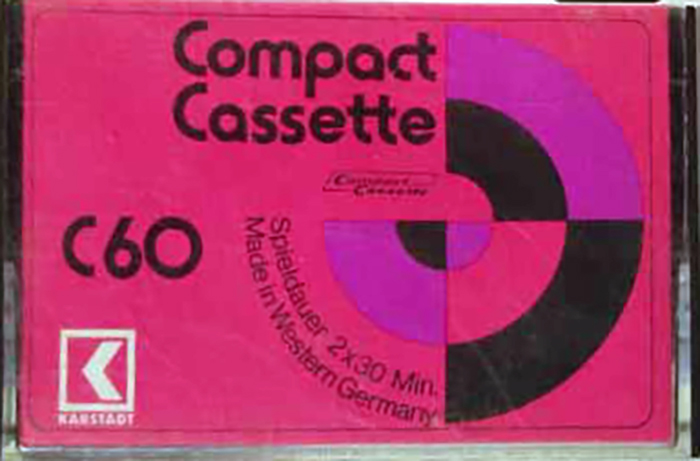 Compact
Cassette
Compact
Cassette
C60
Spieldauer 2x30 Min.
Made in Western Germany
KARSTADT